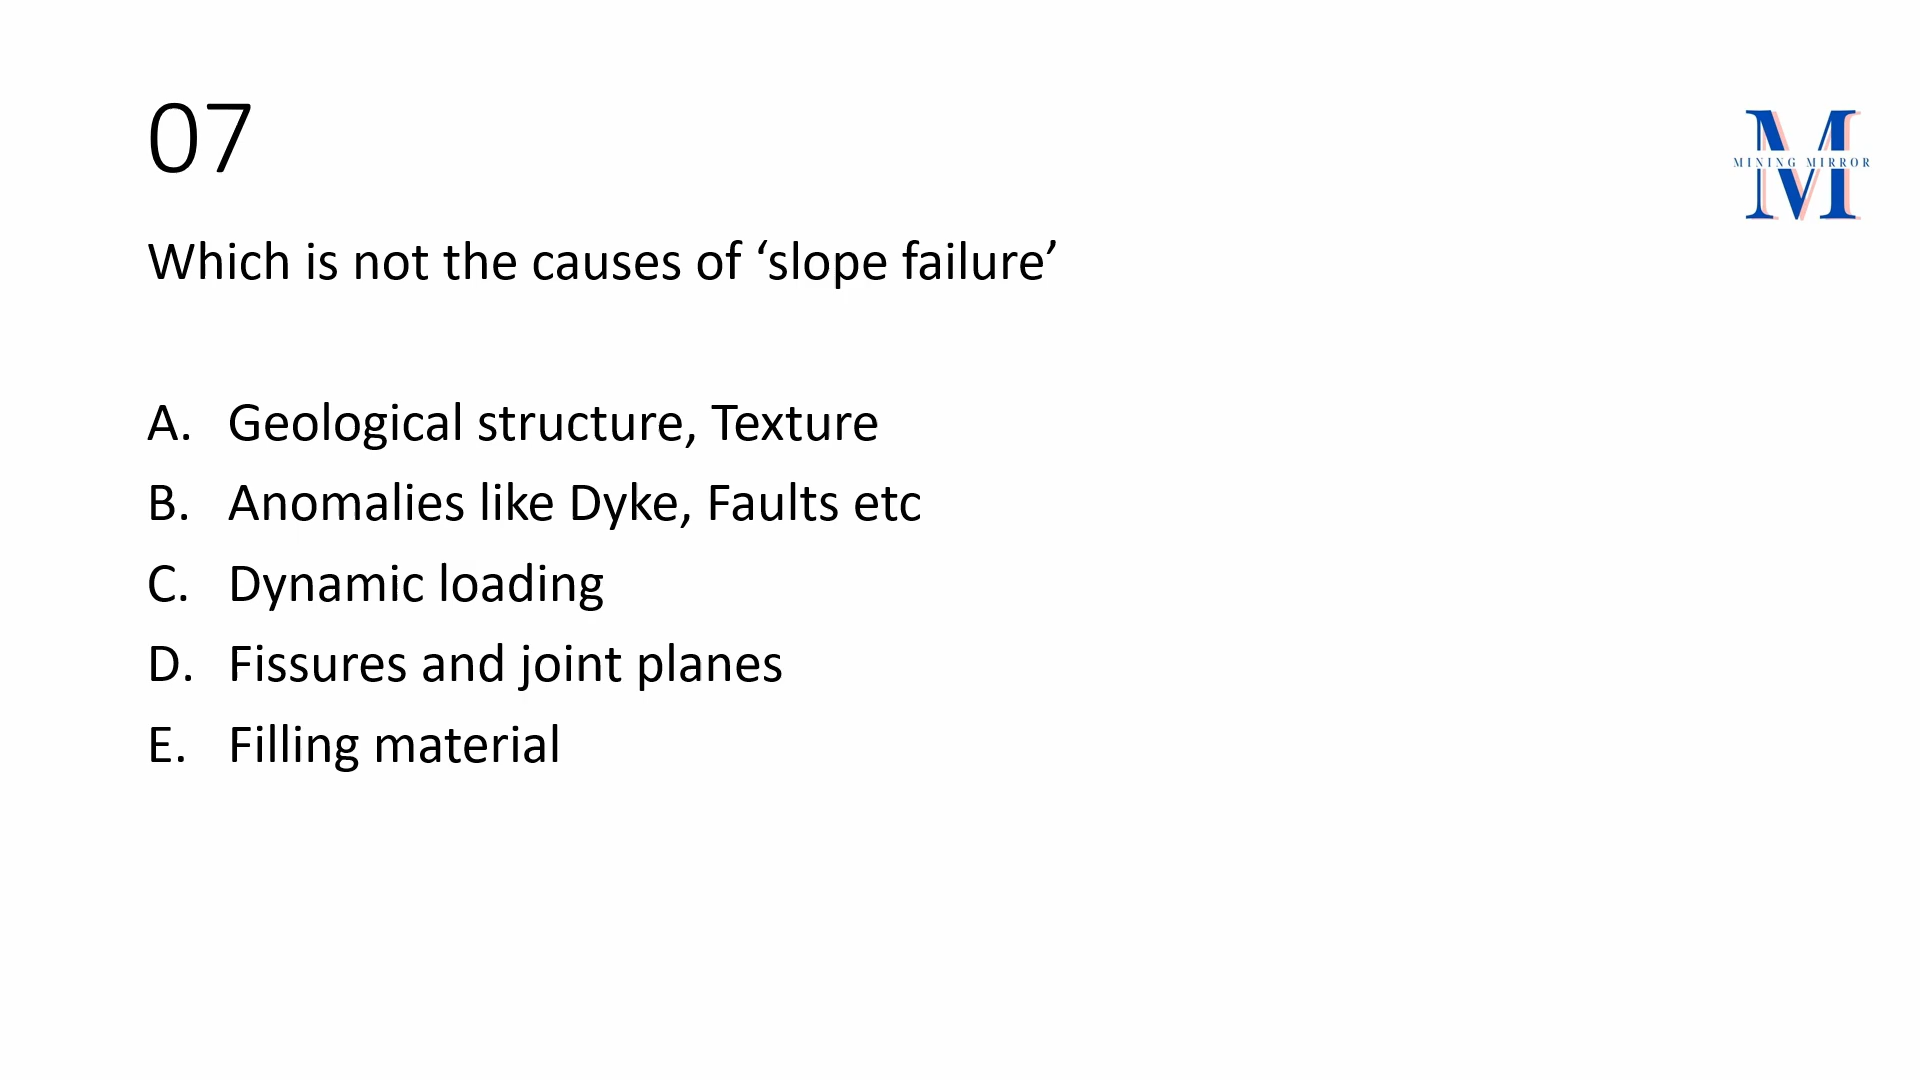 07
MINING MIRROR
Which is not the causes of ‘slope failure’
A. Geological structure, Texture
B. Anomalies like Dyke, Faults etc
C. Dynamic loading
D. Fissures and joint planes
E. Filling material